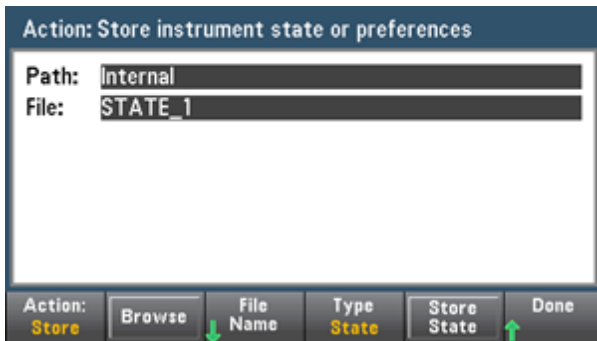 Action: Store instrument state or preferences
Path: Internal
File: STATE_1
Action: Store
Browse
File Name
Type State
Store State
Done